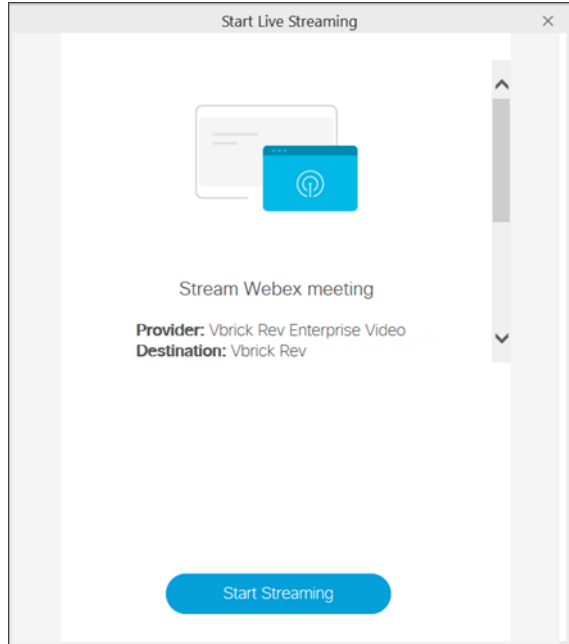 Start Live Streaming
Stream Webex meeting
Provider: Vbrick Rev Enterprise Video
Destination: Vbrick Rev
Start Streaming